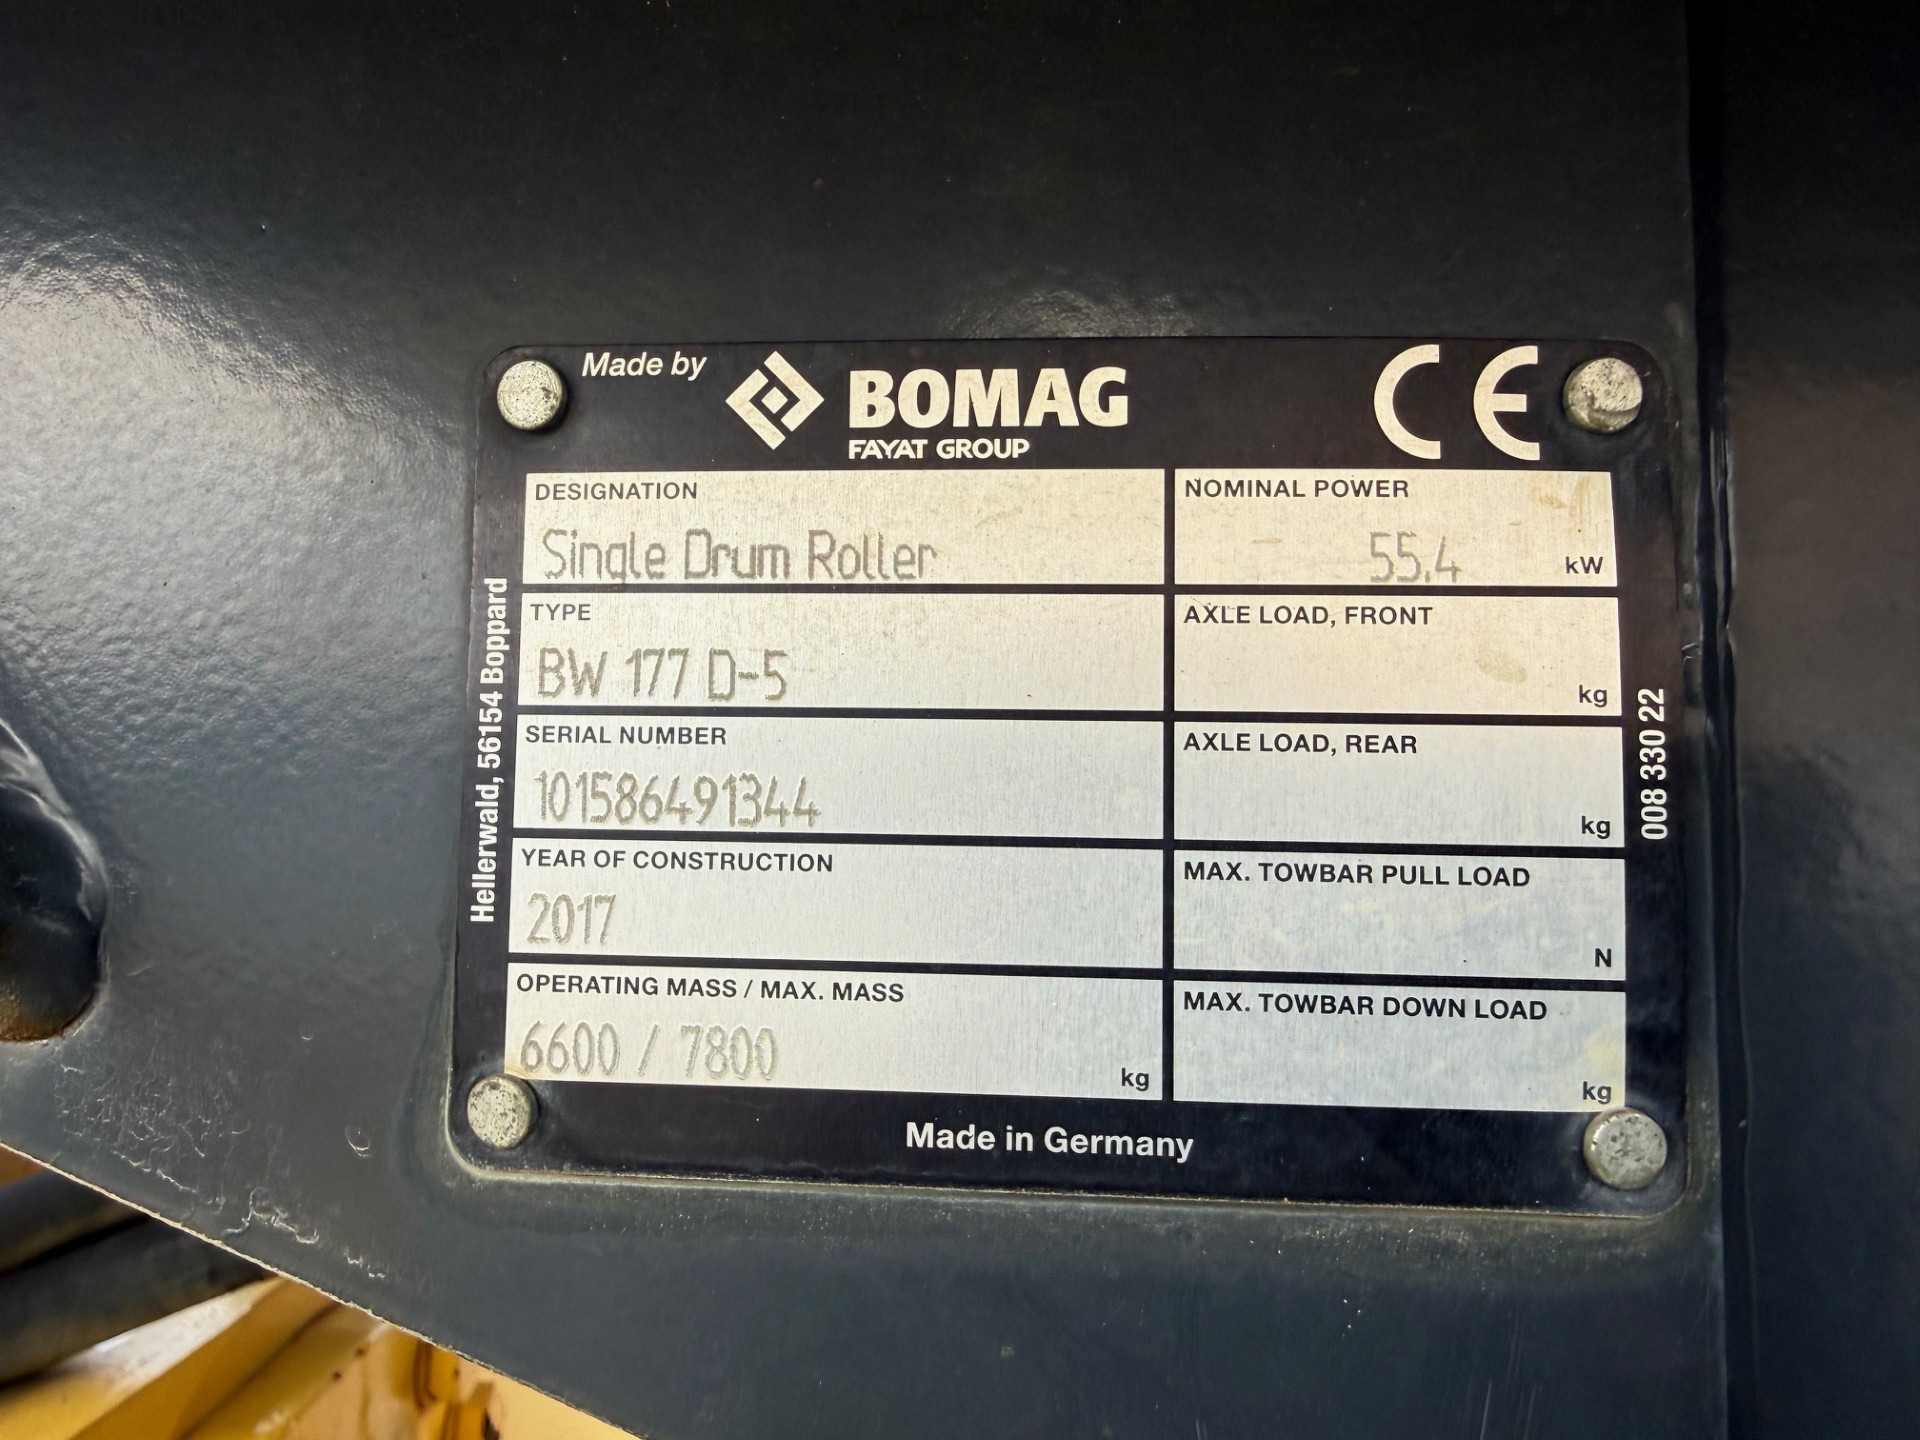 Made by
BOMAG
FAYAT GROUP
CE
DESIGNATION
Single Drum Roller
NOMINAL POWER
55.4 kW
TYPE
BW 177 D-5
AXLE LOAD, FRONT
kg
SERIAL NUMBER
101586491344
AXLE LOAD, REAR
kg
YEAR OF CONSTRUCTION
2017
MAX. TOWBAR PULL LOAD
N
OPERATING MASS / MAX. MASS
6600 / 7800 kg
MAX. TOWBAR DOWN LOAD
kg
Made in Germany
Hellerwald, 56154 Boppard
008 330 22